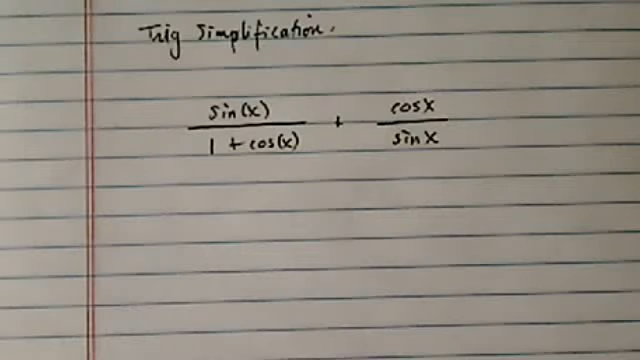 Trig Simplification.
sin(x) / 1 + cos(x) + cosx / sinx